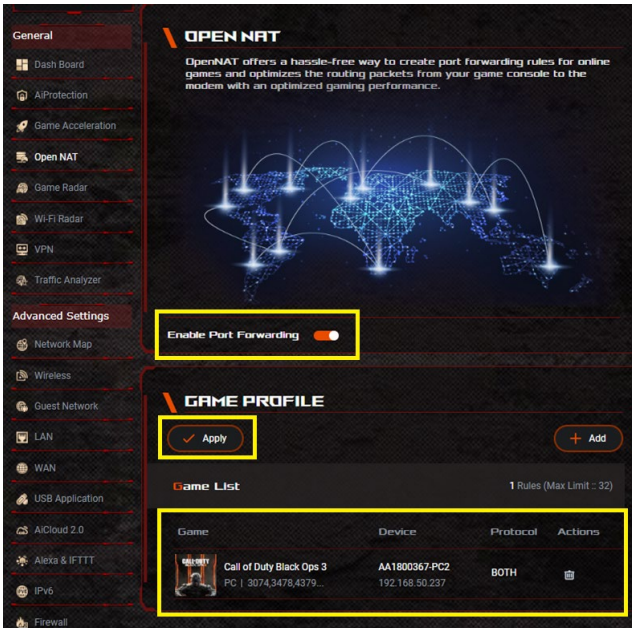 General
Dash Board
AiProtection
Game Acceleration
Open NAT
Game Radar
Wi-Fi Radar
VPN
Traffic Analyzer
Advanced Settings
Network Map
Wireless
Guest Network
LAN
WAN
USB Application
AiCloud 2.0
Alexa & IFTTT
IPv6
Firewall
OPEN NAT
OpenNAT offers a hassle-free way to create port forwarding rules for online
games and optimizes the routing packets from your game console to the
modem with an optimized gaming performance.
Enable Port Forwarding
GAME PROFILE
Apply
Add
Game List
1 Rules (Max Limit :: 32)
Game Device Protocol Actions
CALL·DUTY
Call of Duty Black Ops 3 AA1800367-PC2 BOTH
PC | 3074,3478,4379... 192.168.50.237